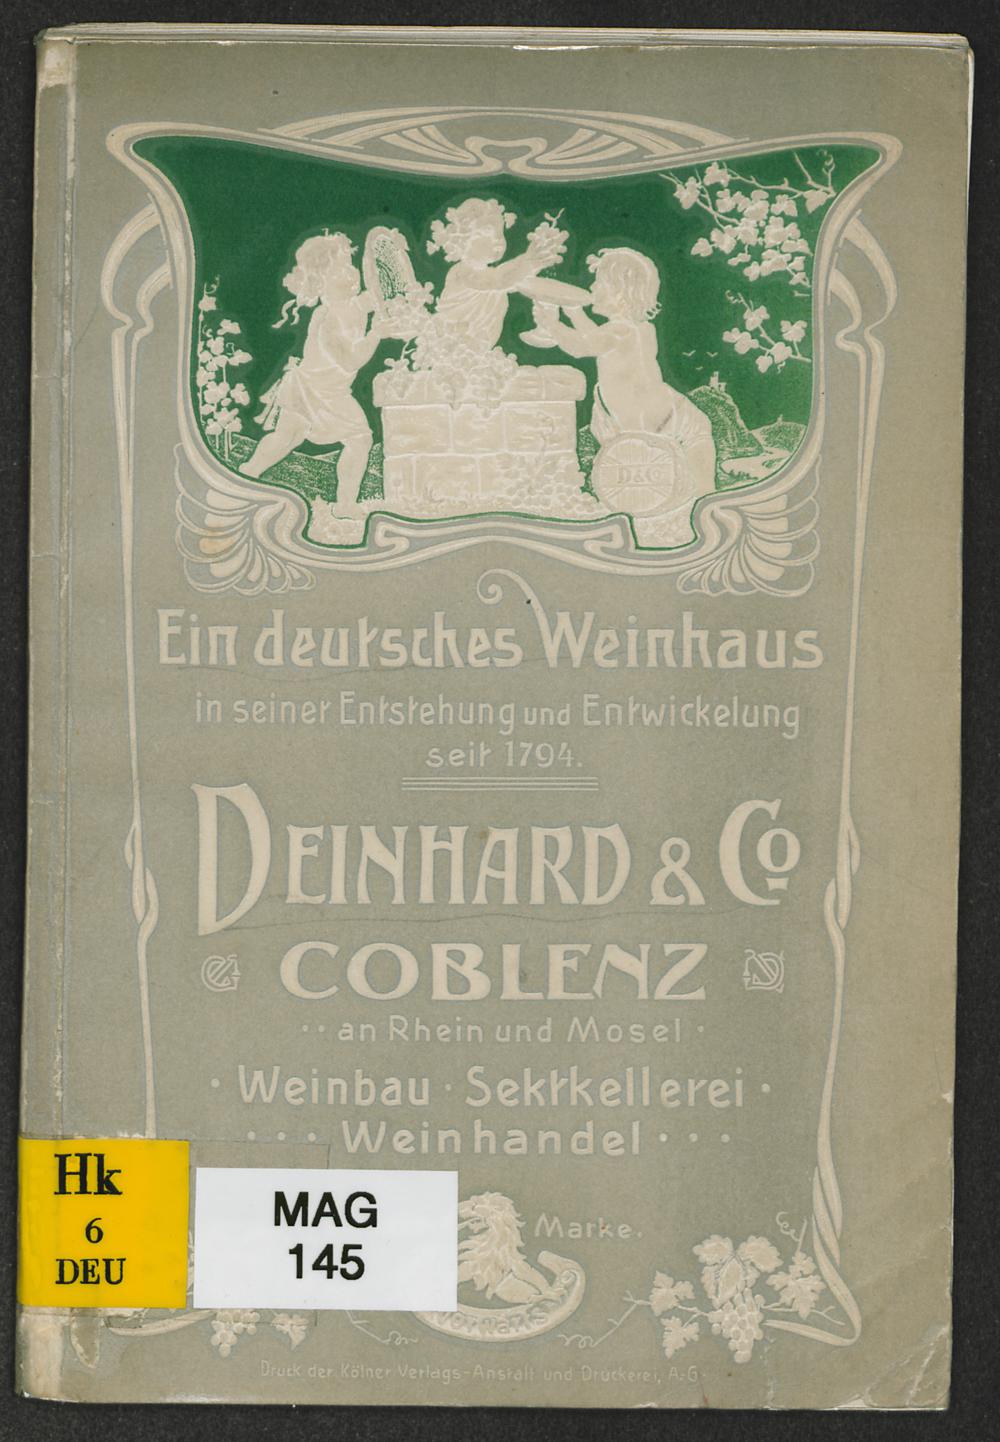 D&Co
Ein deutsches Weinhaus
in seiner Entstehung und Entwickelung
seit 1794.
DEINHARD & Co
COBLENZ
an Rhein und Mosel
· Weinbau · Sektkellerei ·
· · · Weinhandel · · ·
Hk
6
DEU
MAG
145
Marke.
Vorwärts
Druck der Kölner Verlags-Anstalt und Druckerei, A-G.